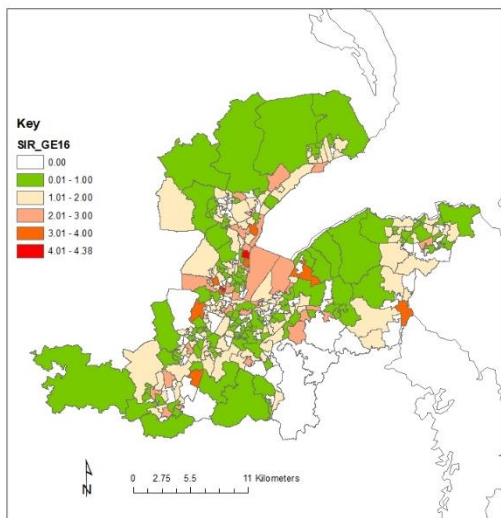 Key
SIR_GE16
0.00
0.01 - 1.00
1.01 - 2.00
2.01 - 3.00
3.01 - 4.00
4.01 - 4.38
N
0 2.75 5.5 11 Kilometers